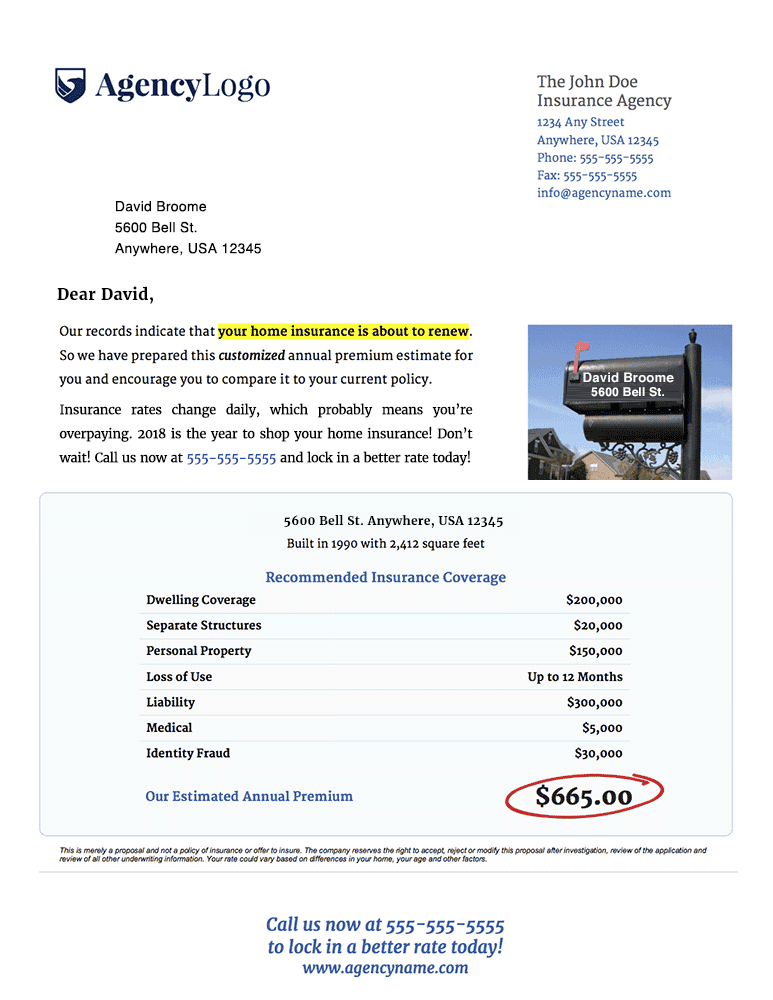 AgencyLogo
The John Doe
Insurance Agency
1234 Any Street
Anywhere, USA 12345
Phone: 555-555-5555
Fax: 555-555-5555
info@agencyname.com
David Broome
5600 Bell St.
Anywhere, USA 12345
Dear David,
Our records indicate that your home insurance is about to renew.
So we have prepared this customized annual premium estimate for
you and encourage you to compare it to your current policy.
Insurance rates change daily, which probably means you're
overpaying. 2018 is the year to shop your home insurance! Don't
wait! Call us now at 555-555-5555 and lock in a better rate today!
David Broome
5600 Bell St.
5600 Bell St. Anywhere, USA 12345
Built in 1990 with 2,412 square feet
Recommended Insurance Coverage
Dwelling Coverage $200,000
Separate Structures $20,000
Personal Property $150,000
Loss of Use Up to 12 Months
Liability $300,000
Medical $5,000
Identity Fraud $30,000
Our Estimated Annual Premium $665.00
This is merely a proposal and not a policy of insurance or offer to insure. The company reserves the right to accept, reject or modify this proposal after investigation, review of the application and
review of all other underwriting information. Your rate could vary based on differences in your home, your age and other factors.
Call us now at 555-555-5555
to lock in a better rate today!
www.agencyname.com